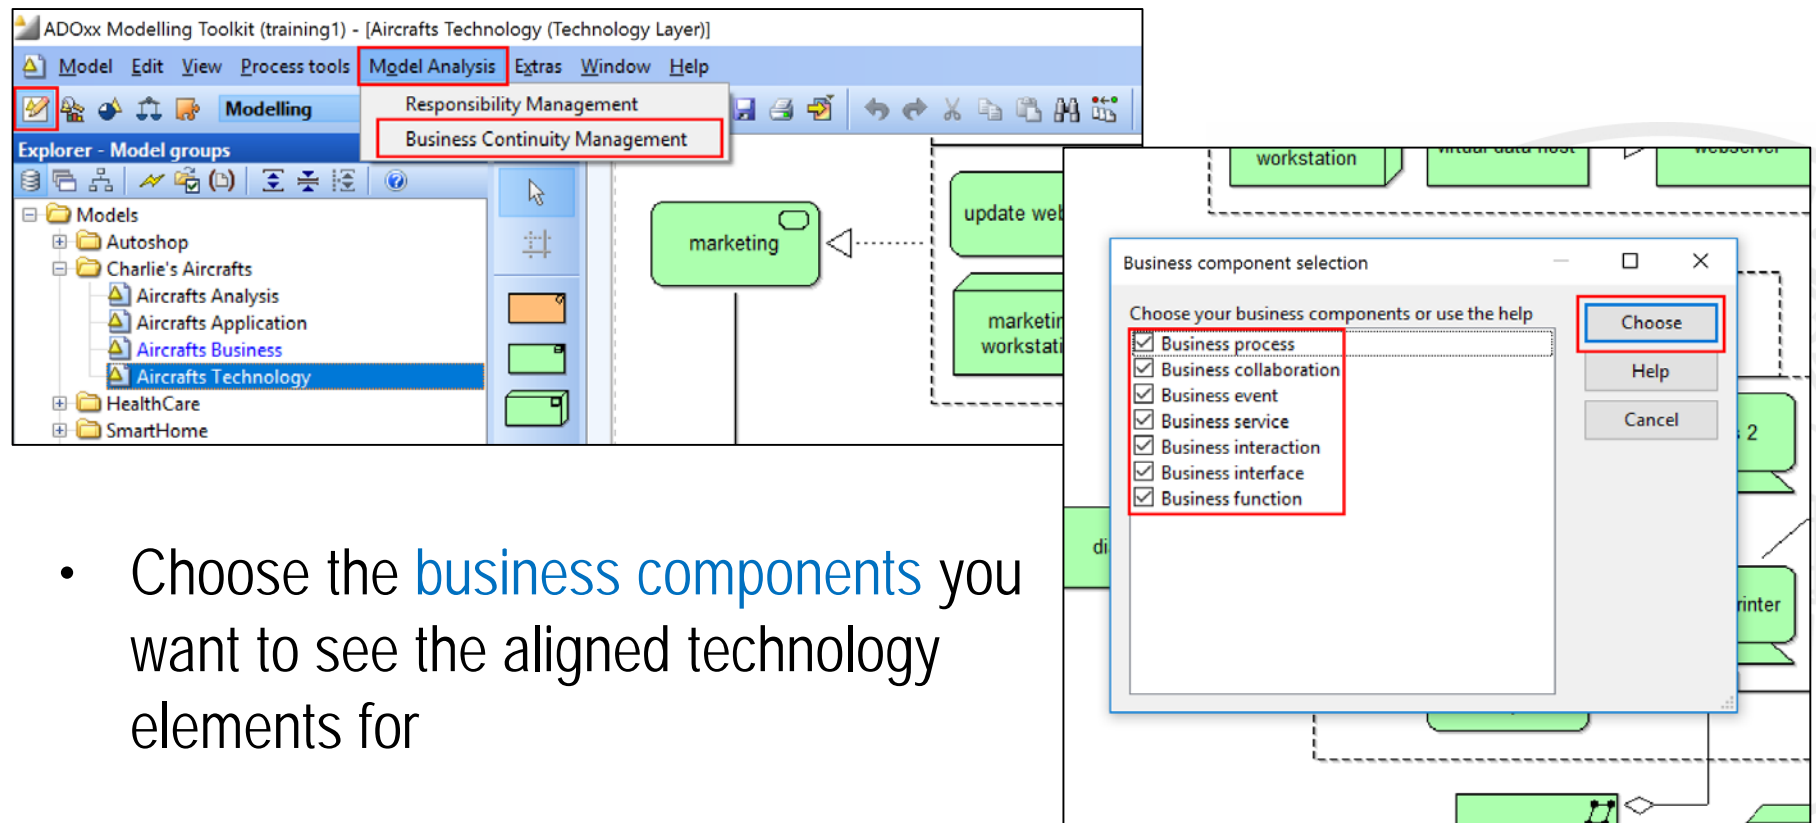 ADOxx Modelling Toolkit (training1) - [Aircrafts Technology (Technology Layer)]
Model Edit View Process tools Model Analysis Extras Window Help
Modelling
Responsibility Management
Business Continuity Management
Explorer - Model groups
Models
Autoshop
Charlie's Aircrafts
Aircrafts Analysis
Aircrafts Application
Aircrafts Business
Aircrafts Technology
HealthCare
SmartHome
marketing
update
workstation
virtual data host
webserver
Business component selection
Choose your business components or use the help
Business process
Business collaboration
Business event
Business service
Business interaction
Business interface
Business function
Choose
Help
Cancel
2
• Choose the business components you
want to see the aligned technology
elements for